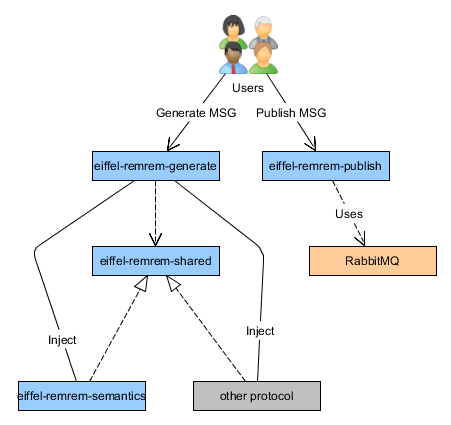 Users
Generate MSG
Publish MSG
eiffel-remrem-generate
eiffel-remrem-publish
Uses
eiffel-remrem-shared
RabbitMQ
Inject
Inject
eiffel-remrem-semantics
other protocol